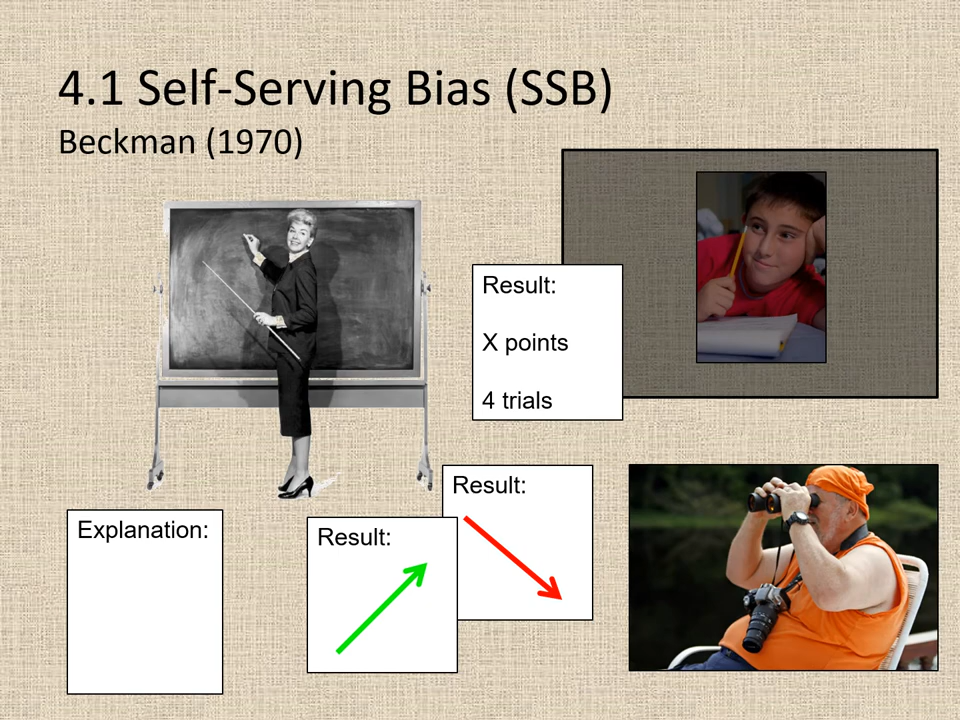 4.1 Self-Serving Bias (SSB)
Beckman (1970)
Result:
X points
4 trials
Result:
Result:
Explanation: